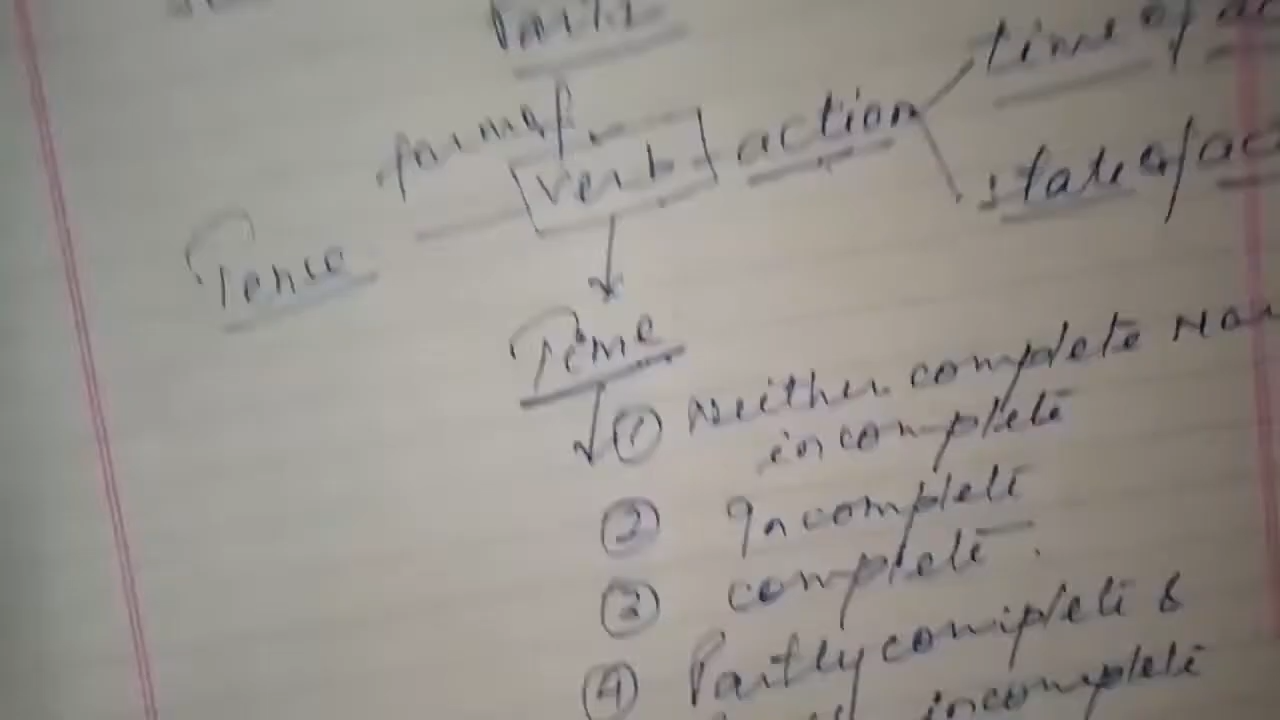 time of
action
verb
state of
Tense
Time
① Neither complete Nor
incomplete
② Incomplete
③ complete.
④ Partly complete &
incomplete